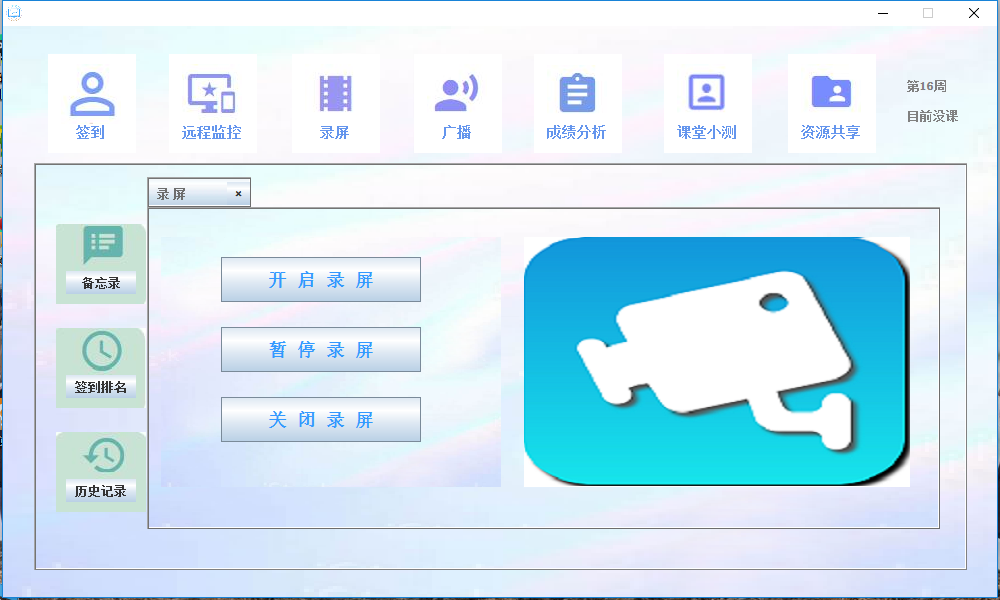 签到
远程监控
录屏
广播
成绩分析
课堂小测
资源共享
第16周
目前没课
录屏 ×
备忘录
签到排名
历史记录
开启录屏
暂停录屏
关闭录屏